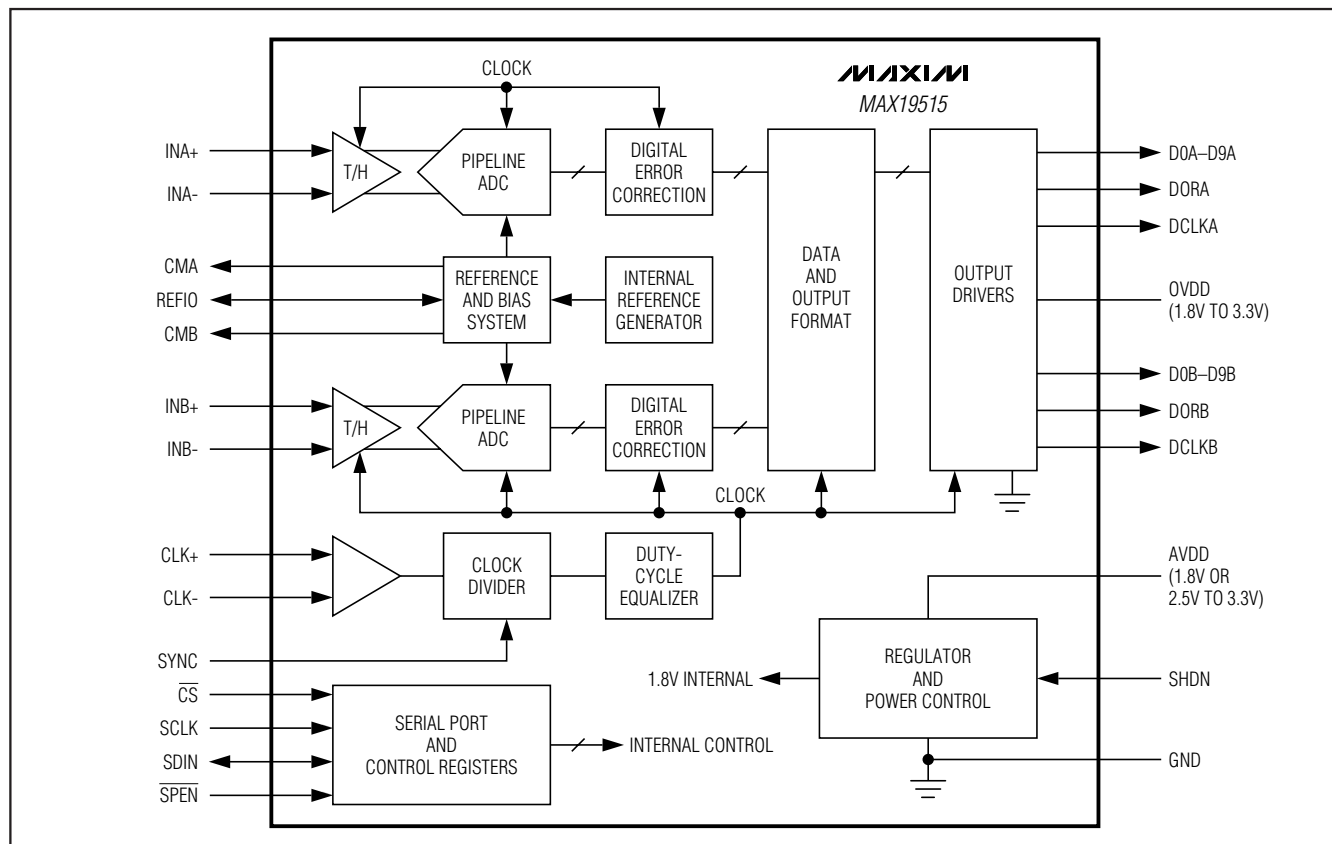 CLOCK
MAXIM
MAX19515
INA+
INA-
T/H
PIPELINE
ADC
DIGITAL
ERROR
CORRECTION
DATA
AND
OUTPUT
FORMAT
OUTPUT
DRIVERS
D0A–D9A
DORA
DCLKA
CMA
REFIO
CMB
REFERENCE
AND BIAS
SYSTEM
INTERNAL
REFERENCE
GENERATOR
OVDD
(1.8V TO 3.3V)
INB+
INB-
T/H
PIPELINE
ADC
DIGITAL
ERROR
CORRECTION
D0B–D9B
DORB
DCLKB
CLOCK
CLK+
CLK-
CLOCK
DIVIDER
DUTY-
CYCLE
EQUALIZER
AVDD
(1.8V OR
2.5V TO 3.3V)
SYNC
CS
SCLK
SDIN
SPEN
SERIAL PORT
AND
CONTROL REGISTERS
INTERNAL CONTROL
1.8V INTERNAL
REGULATOR
AND
POWER CONTROL
SHDN
GND